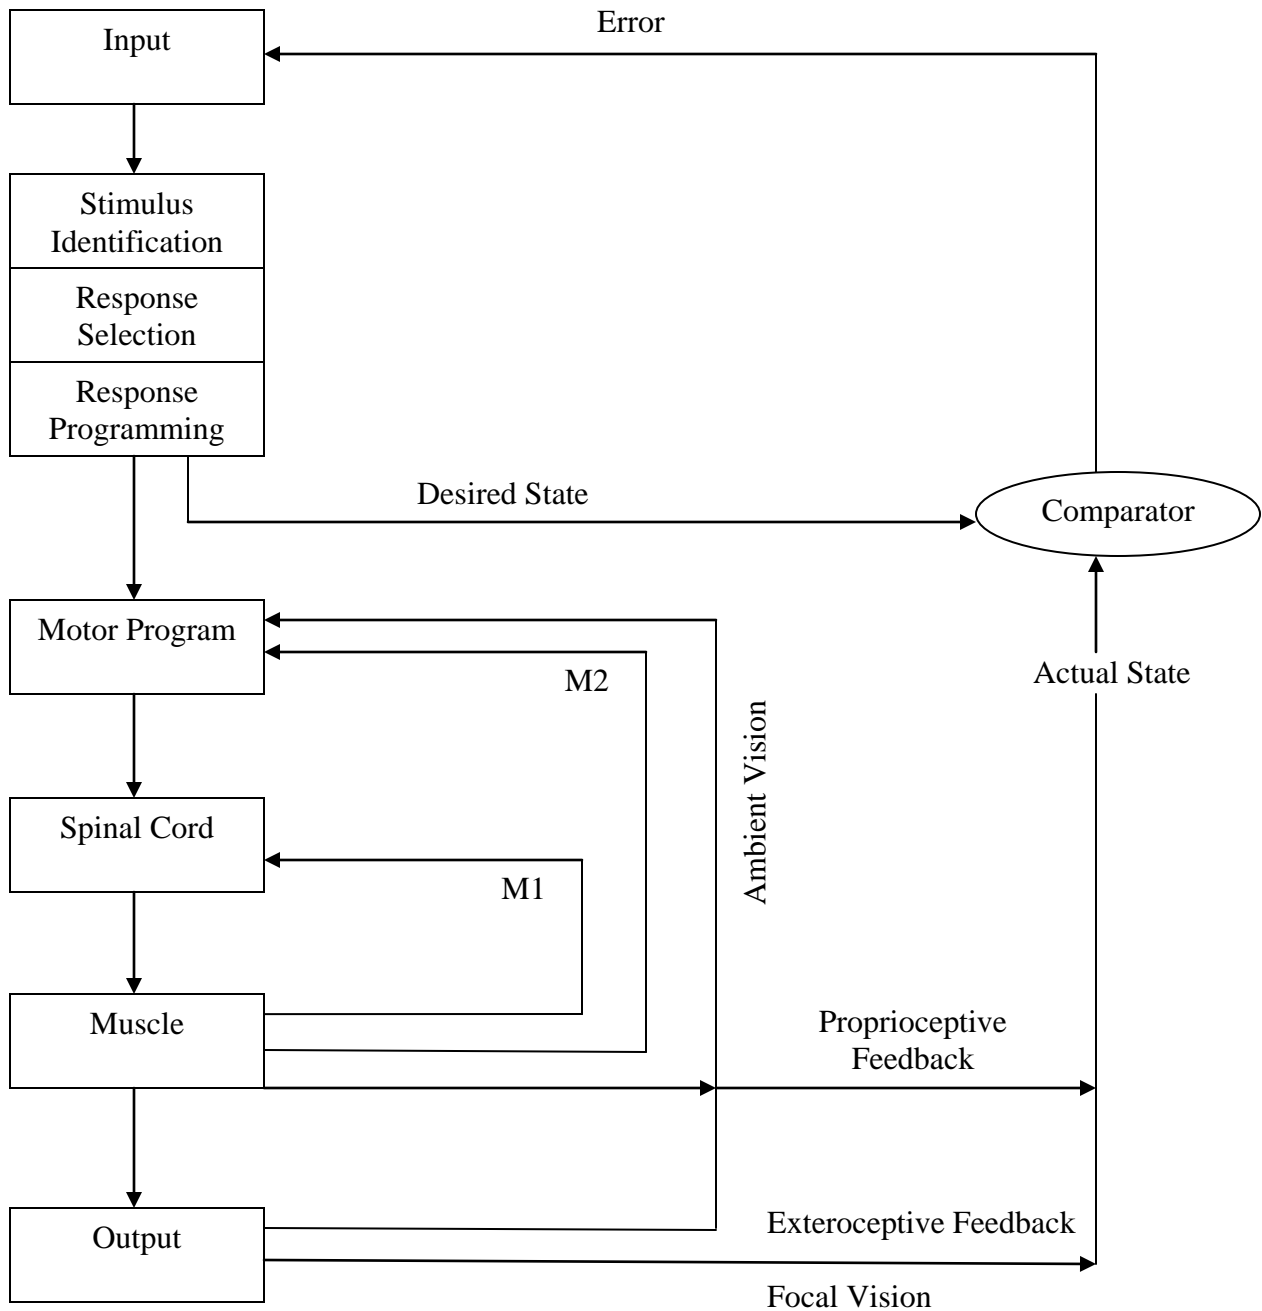 Input
Error
Stimulus
Identification
Response
Selection
Response
Programming
Desired State
Comparator
Motor Program
M2
Actual State
Ambient Vision
Spinal Cord
M1
Muscle
Proprioceptive
Feedback
Output
Exteroceptive Feedback
Focal Vision